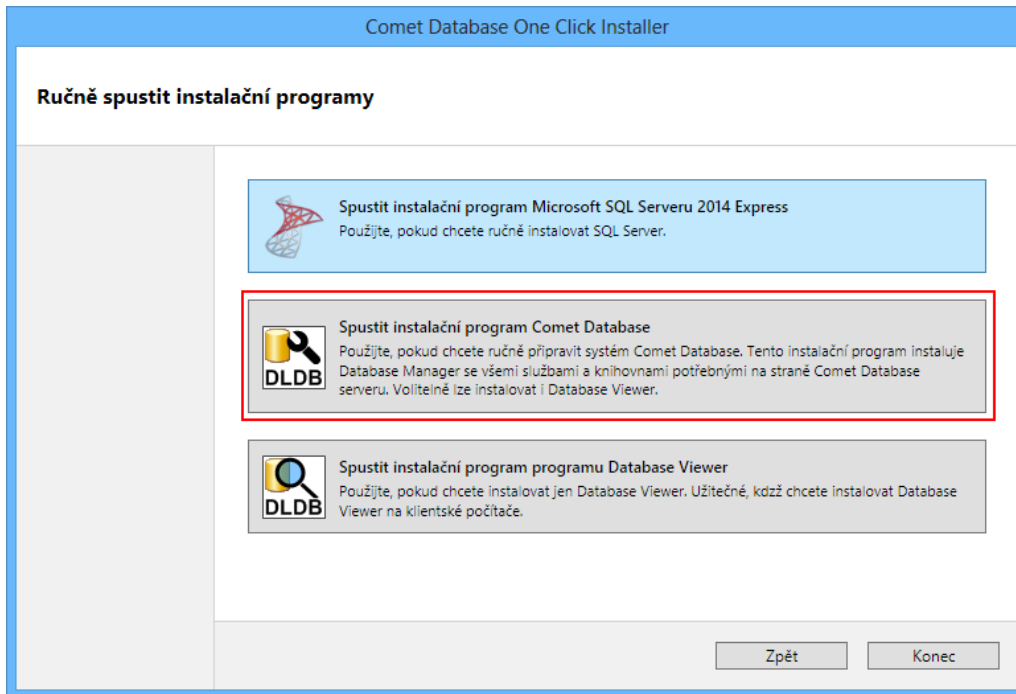 Comet Database One Click Installer
Ručně spustit instalační programy
Spustit instalační program Microsoft SQL Serveru 2014 Express
Použijte, pokud chcete ručně instalovat SQL Server.
Spustit instalační program Comet Database
Použijte, pokud chcete ručně připravit systém Comet Database. Tento instalační program instaluje
Database Manager se všemi službami a knihovnami potřebnými na straně Comet Database
serveru. Volitelně lze instalovat i Database Viewer.
DLDB
Spustit instalační program programu Database Viewer
Použijte, pokud chcete instalovat jen Database Viewer. Užitečné, kdzž chcete instalovat Database
Viewer na klientské počítače.
DLDB
Zpět
Konec